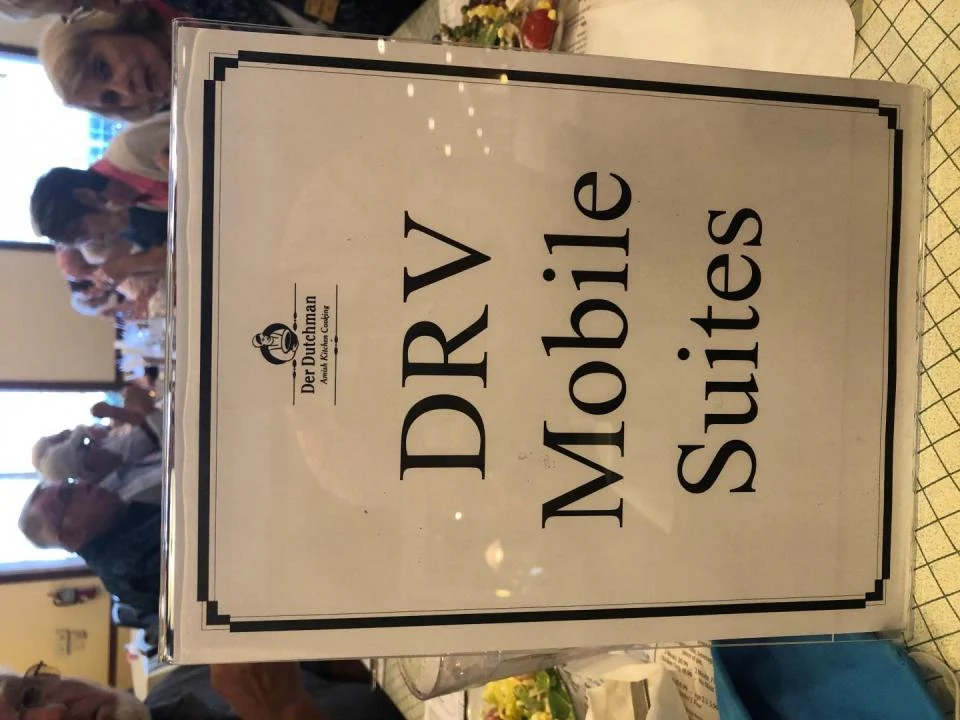 Der Dutchman
Amish Kitchen Cooking
DRV
Mobile
Suites